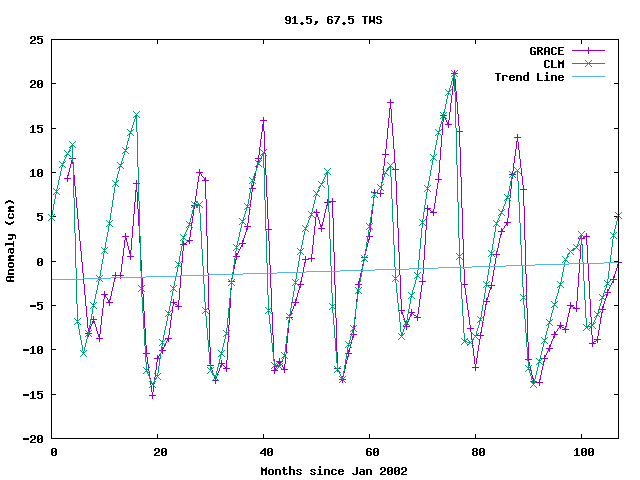 91.5, 67.5 TWS
GRACE
CLM
Trend Line
25
20
15
10
5
0
-5
-10
-15
-20
Anomaly (cm)
0 20 40 60 80 100
Months since Jan 2002